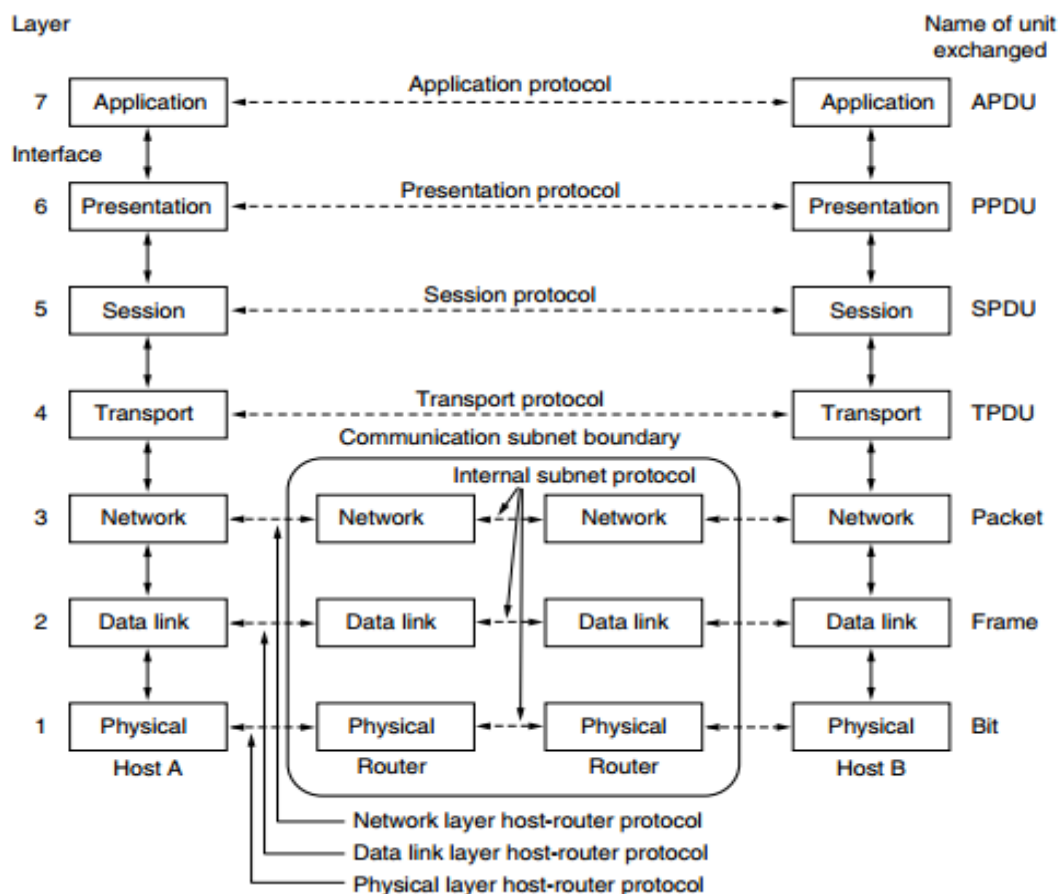 Layer
Name of unit
exchanged
7 Application Application protocol Application APDU
Interface
6 Presentation Presentation protocol Presentation PPDU
5 Session Session protocol Session SPDU
4 Transport Transport protocol Transport TPDU
Communication subnet boundary
Internal subnet protocol
3 Network Network Network Network Packet
2 Data link Data link Data link Data link Frame
1 Physical Physical Physical Physical Bit
Host A Router Router Host B
Network layer host-router protocol
Data link layer host-router protocol
Physical layer host-router protocol